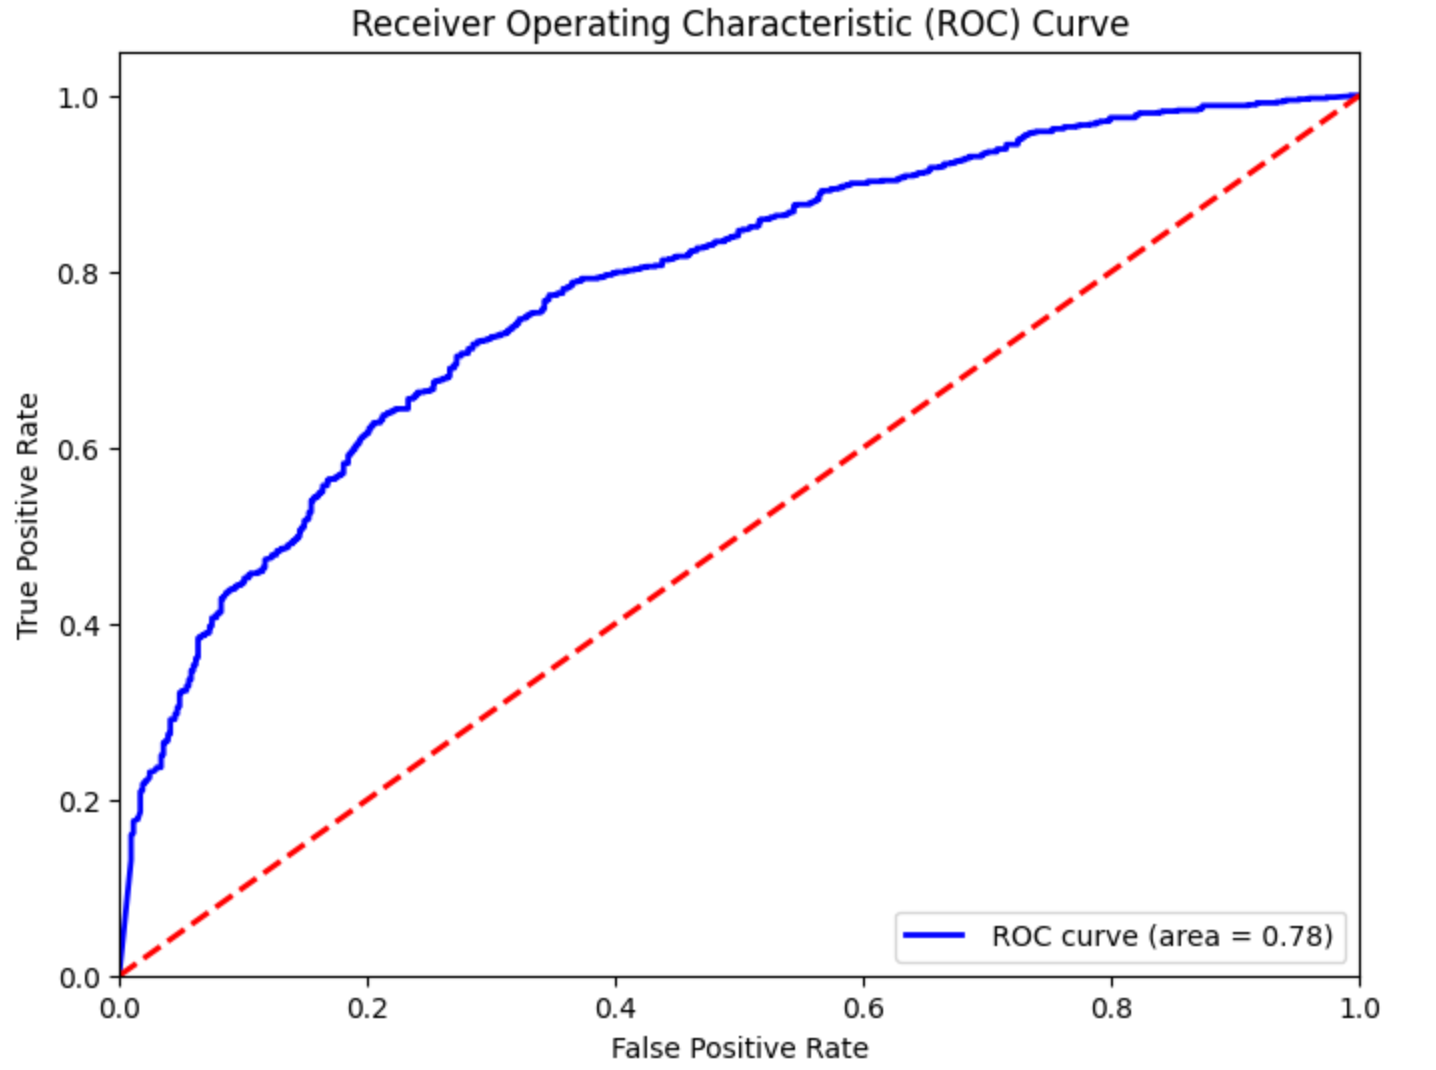 Receiver Operating Characteristic (ROC) Curve
True Positive Rate
1.0
0.8
0.6
0.4
0.2
0.0
ROC curve (area = 0.78)
0.0 0.2 0.4 0.6 0.8 1.0
False Positive Rate